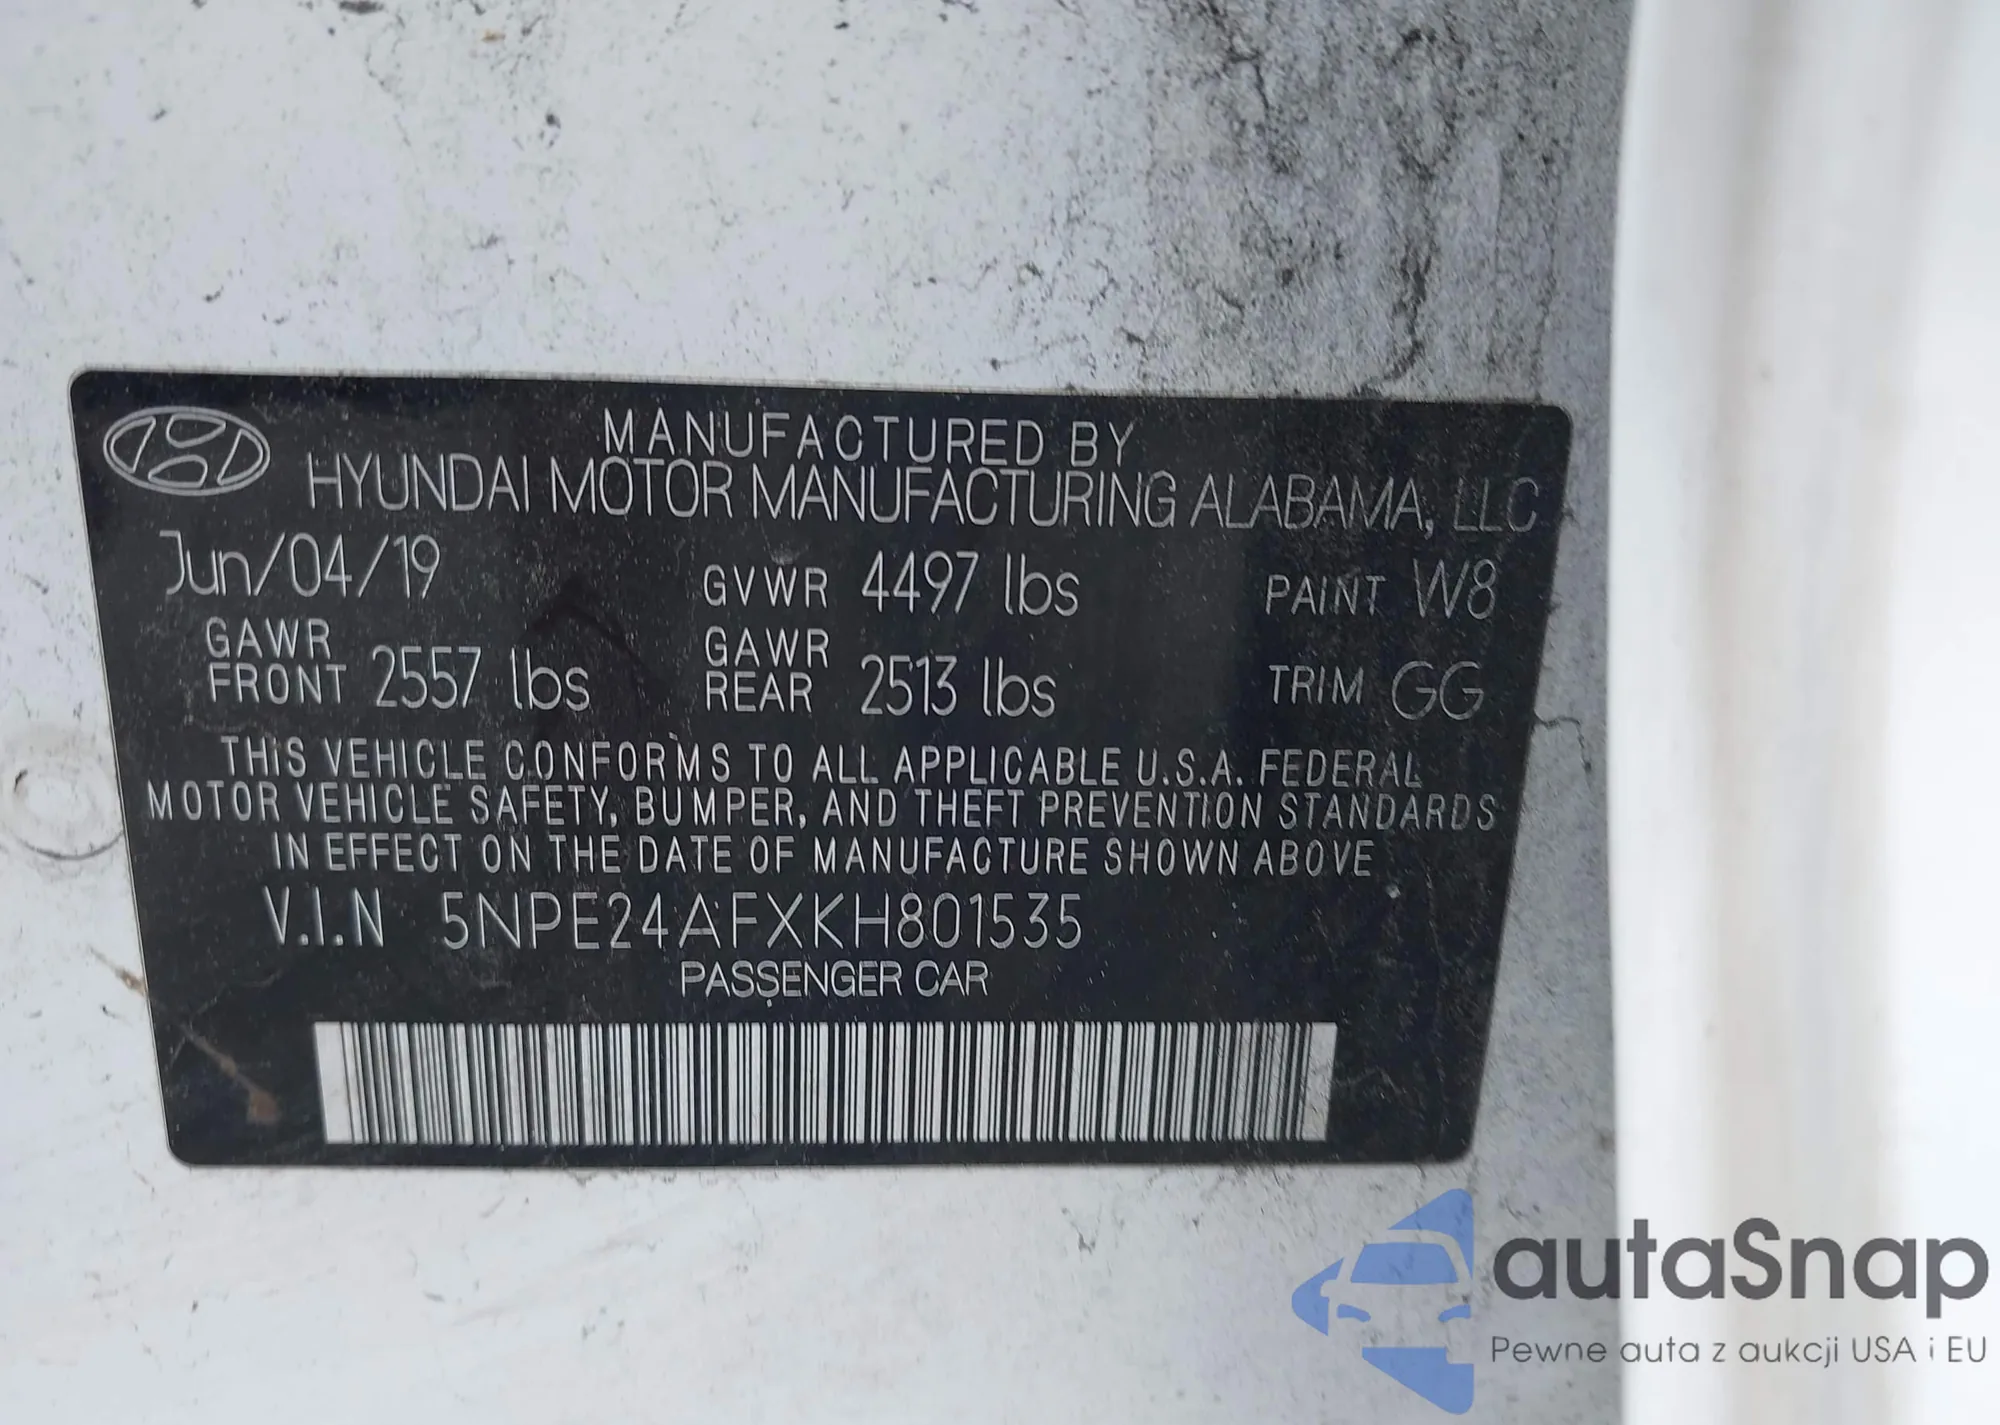 MANUFACTURED BY
HYUNDAI MOTOR MANUFACTURING ALABAMA, LLC
Jun/04/19 GVWR 4497 lbs PAINT W8
GAWR FRONT 2557 lbs GAWR REAR 2513 lbs TRIM GG
THIS VEHICLE CONFORMS TO ALL APPLICABLE U.S.A. FEDERAL
MOTOR VEHICLE SAFETY, BUMPER, AND THEFT PREVENTION STANDARDS
IN EFFECT ON THE DATE OF MANUFACTURE SHOWN ABOVE
V.I.N 5NPE24AFXKH801535
PASSENGER CAR
autaSnap
Pewne auta z aukcji USA i EU